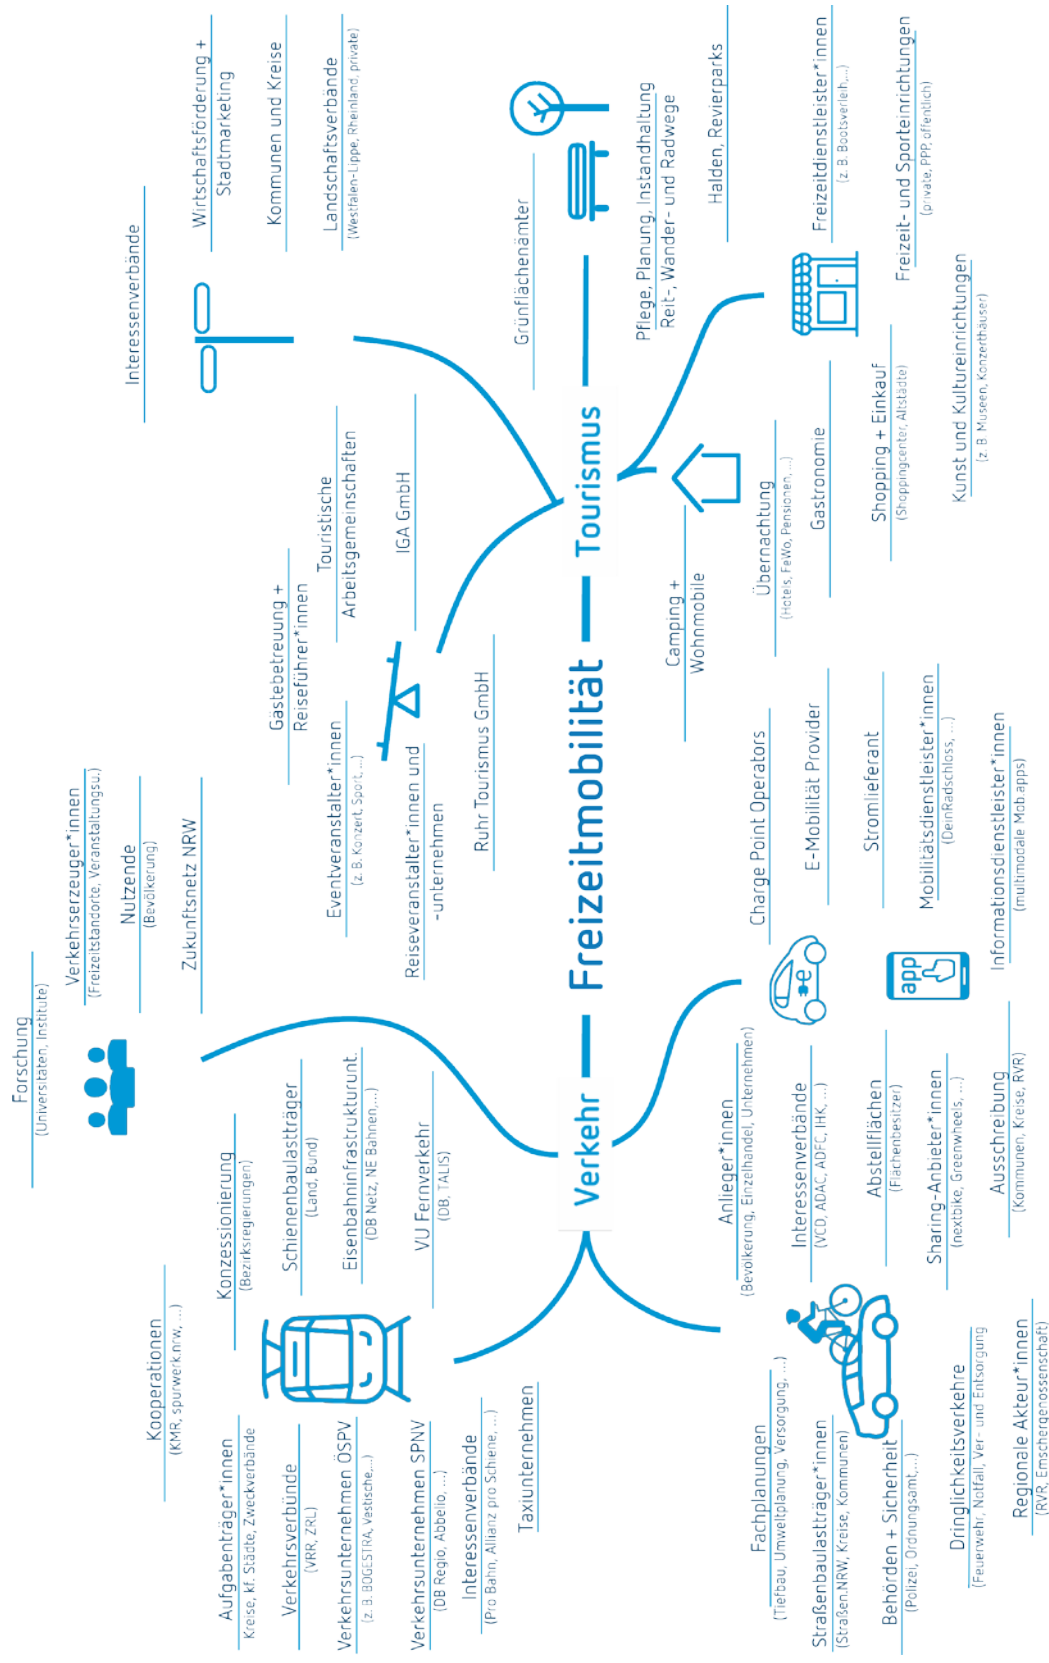 Forschung
(Universitäten, Institute)
Verkehrserzeuger*innen
(Freizeitstandorte, Veranstaltungsu.)
Nutzende
(Bevölkerung)
Zukunftsnetz NRW
Kooperationen
(KMR, spurwerk.nrw, ...)
Konzessionierung
(Bezirksregierungen)
Schienenbaulastträger
(Land, Bund)
Eisenbahninfrastrukturunt.
(DB Netz, NE Bahnen,...)
VU Fernverkehr
(DB, TALIS)
Aufgabenträger*innen
Kreise, kf. Städte, Zweckverbände
Verkehrsverbünde
(VRR, ZRL)
Verkehrsunternehmen ÖSPV
(z. B. BOGESTRA, Vestische,...)
Verkehrsunternehmen SPNV
(DB Regio, Abbelio, ...)
Interessenverbände
(Pro Bahn, Allianz pro Schiene, ...)
Taxiunternehmen
Interessenverbände
Wirtschaftsförderung +
Stadtmarketing
Kommunen und Kreise
Landschaftsverbände
(Westfalen-Lippe, Rheinland, private)
Gästebetreuung +
Reiseführer*innen
Touristische
Arbeitsgemeinschaften
IGA GmbH
Eventveranstalter*innen
(z. B. Konzert, Sport, ...)
Reiseveranstalter*innen und
-unternehmen
Ruhr Tourismus GmbH
Grünflächenämter
Verkehr
Freizeitmobilität
Tourismus
Pflege, Planung, Instandhaltung
Reit-, Wander- und Radwege
Halden, Revierparks
Freizeitdienstleister*innen
(z. B. Bootsverleih,...)
Freizeit- und Sporteinrichtungen
(private, PPP, öffentlich)
Camping +
Wohnmobile
Übernachtung
(Hotels, FeWo, Pensionen, ...)
Gastronomie
Shopping + Einkauf
(Shoppingcenter, Altstädte)
Kunst und Kultureinrichtungen
(z. B. Museen, Konzerthäuser)
Charge Point Operators
E-Mobilität Provider
Stromlieferant
Mobilitätsdienstleister*innen
(DeinRadschloss, ...)
Informationsdienstleister*innen
(multimodale Mob.apps)
e
app
Anlieger*innen
(Bevölkerung, Einzelhandel, Unternehmen)
Interessenverbände
(VCD, ADAC, ADFC, IHK, ...)
Abstellflächen
(Flächenbesitzer)
Sharing-Anbieter*innen
(nextbike, Greenwheels, ...)
Ausschreibung
(Kommunen, Kreise, RVR)
Fachplanungen
(Tiefbau, Umweltplanung, Versorgung, ...)
Straßenbaulastträger*innen
(Straßen.NRW, Kreise, Kommunen)
Behörden + Sicherheit
(Polizei, Ordnungsamt,...)
Dringlichkeitsverkehre
(Feuerwehr, Notfall, Ver- und Entsorgung
Regionale Akteur*innen
(RVR, Emschergenossenschaft)